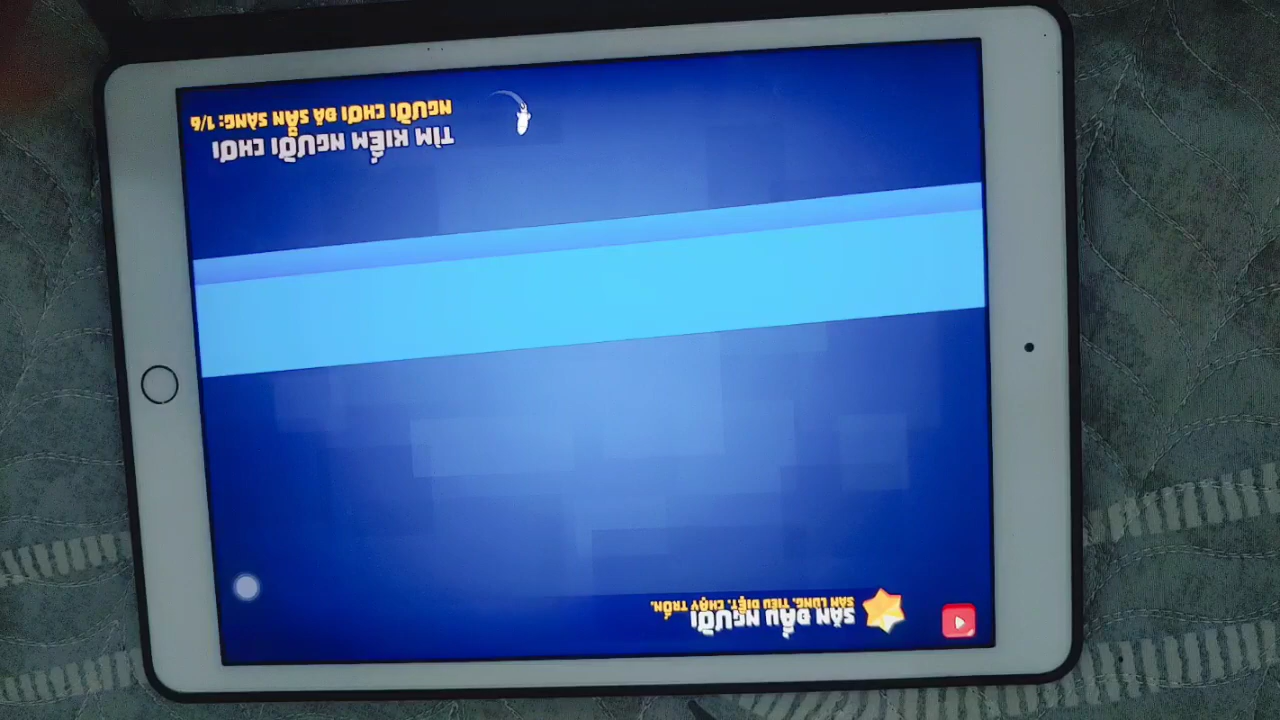 SĂN ĐẦU NGƯỜI
SĂN LÙNG. TIÊU DIỆT. CHẠY TRỐN.
TÌM KIẾM NGƯỜI CHƠI
NGƯỜI CHƠI ĐÃ SẴN SÀNG: 1/6